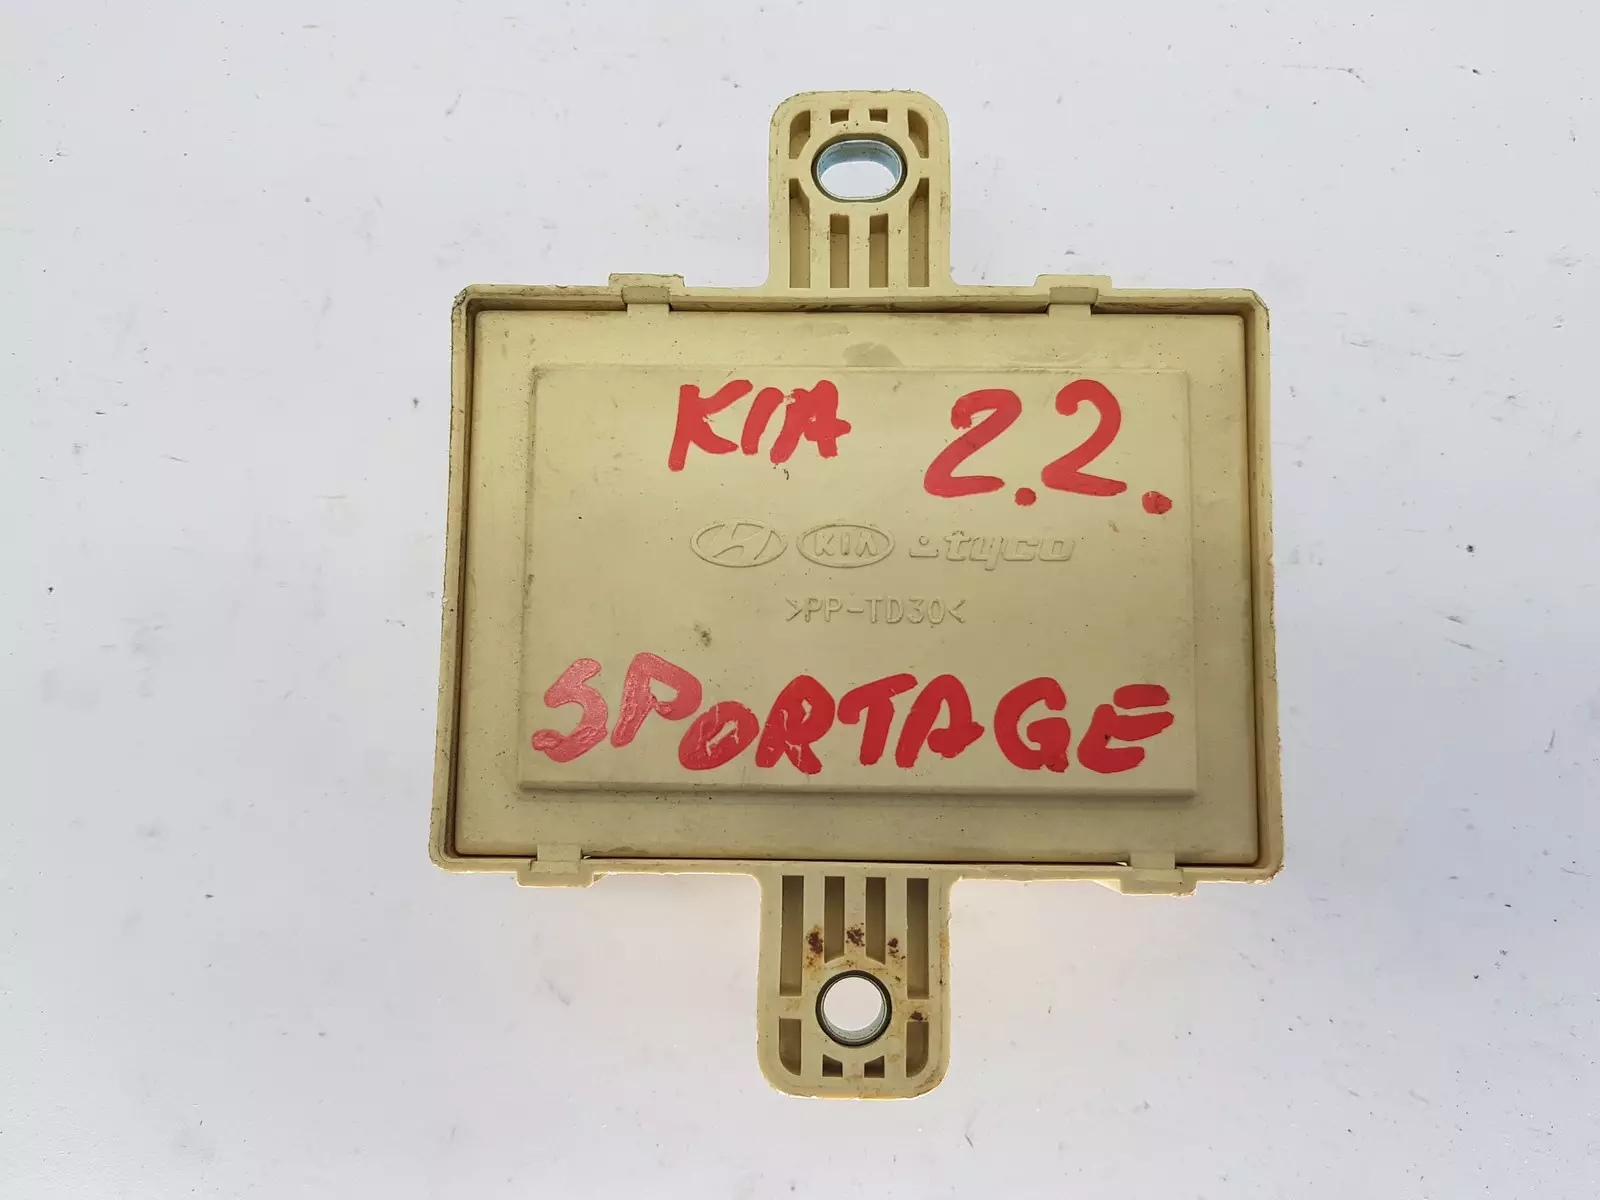 KIA 2.2.
KIA tyco
>PP-TD30<
SPORTAGE